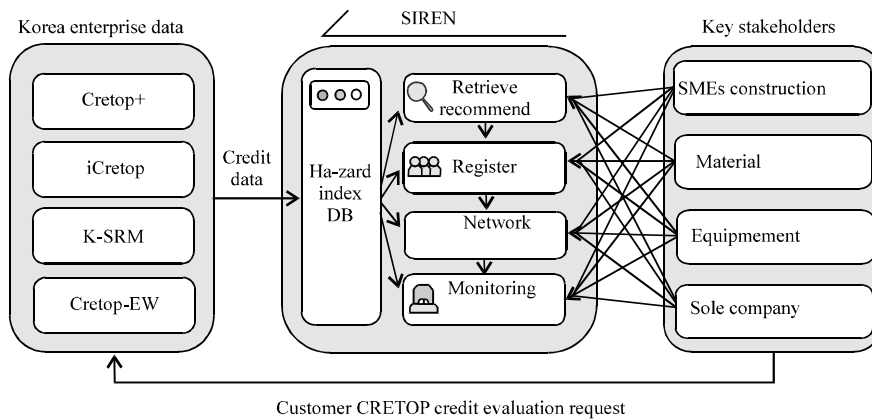 Korea enterprise data
Cretop+
iCretop
K-SRM
Cretop-EW
Credit
data
SIREN
Ha-zard
index
DB
Retrieve
recommend
Register
Network
Monitoring
Key stakeholders
SMEs construction
Material
Equipmement
Sole company
Customer CRETOP credit evaluation request